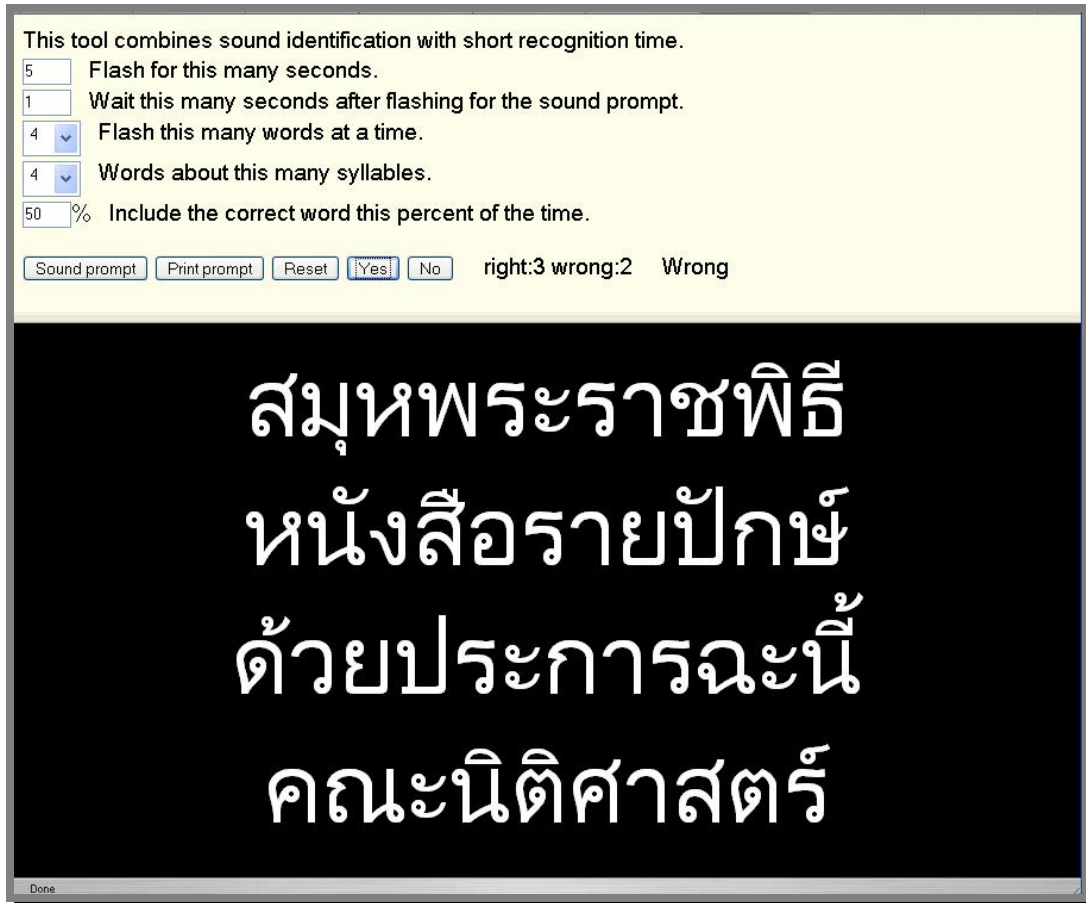 This tool combines sound identification with short recognition time.
5 Flash for this many seconds.
1 Wait this many seconds after flashing for the sound prompt.
4 Flash this many words at a time.
4 Words about this many syllables.
50 % Include the correct word this percent of the time.
Sound prompt Print prompt Reset Yes No right:3 wrong:2 Wrong
สมุหพระราชพิธี
หนังสือรายปักษ์
ด้วยประการฉะนี้
คณะนิติศาสตร์
Done